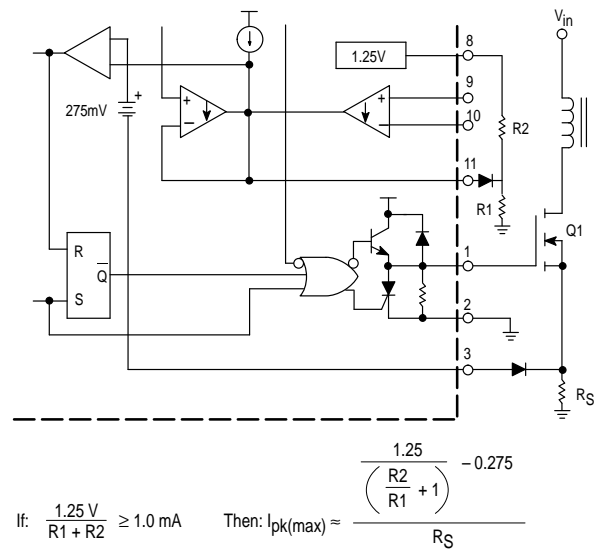 V_in
8
1.25V
9
+
+
275mV
+
10
−
−
R2
11
R1
Q1
R
Q̅
1
S
2
3
R_S
If: 1.25 V / (R1 + R2) ≥ 1.0 mA Then: I_pk(max) ≈ (1.25 / (R2/R1 + 1) − 0.275) / R_S